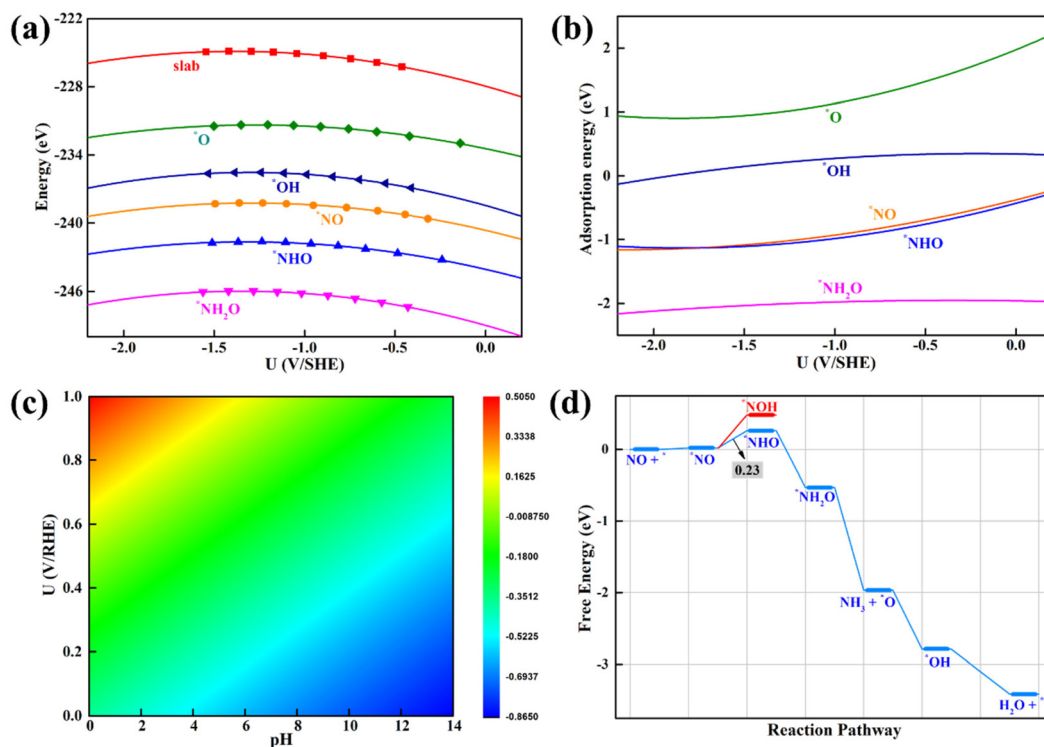 (a)
-222
-228
-234
-240
-246
Energy (eV)
slab
*O
*OH
*NO
*NHO
*NH₂O
-2.0 -1.5 -1.0 -0.5 0.0
U (V/SHE)
(b)
2
1
0
-1
-2
Adsorption energy (eV)
*O
*OH
*NO
*NHO
*NH₂O
-2.0 -1.5 -1.0 -0.5 0.0
U (V/SHE)
(c)
1.0
0.8
0.6
0.4
0.2
0.0
U (V/RHE)
0 2 4 6 8 10 12 14
pH
0.5050
0.3338
0.1625
-0.008750
-0.1800
-0.3513
-0.5225
-0.6937
-0.8650
(d)
0
-1
-2
-3
Free Energy (eV)
NO + *
*NO
*NOH
*NHO
0.23
*NH₂O
NH₃ + *O
*OH
H₂O + *
Reaction Pathway